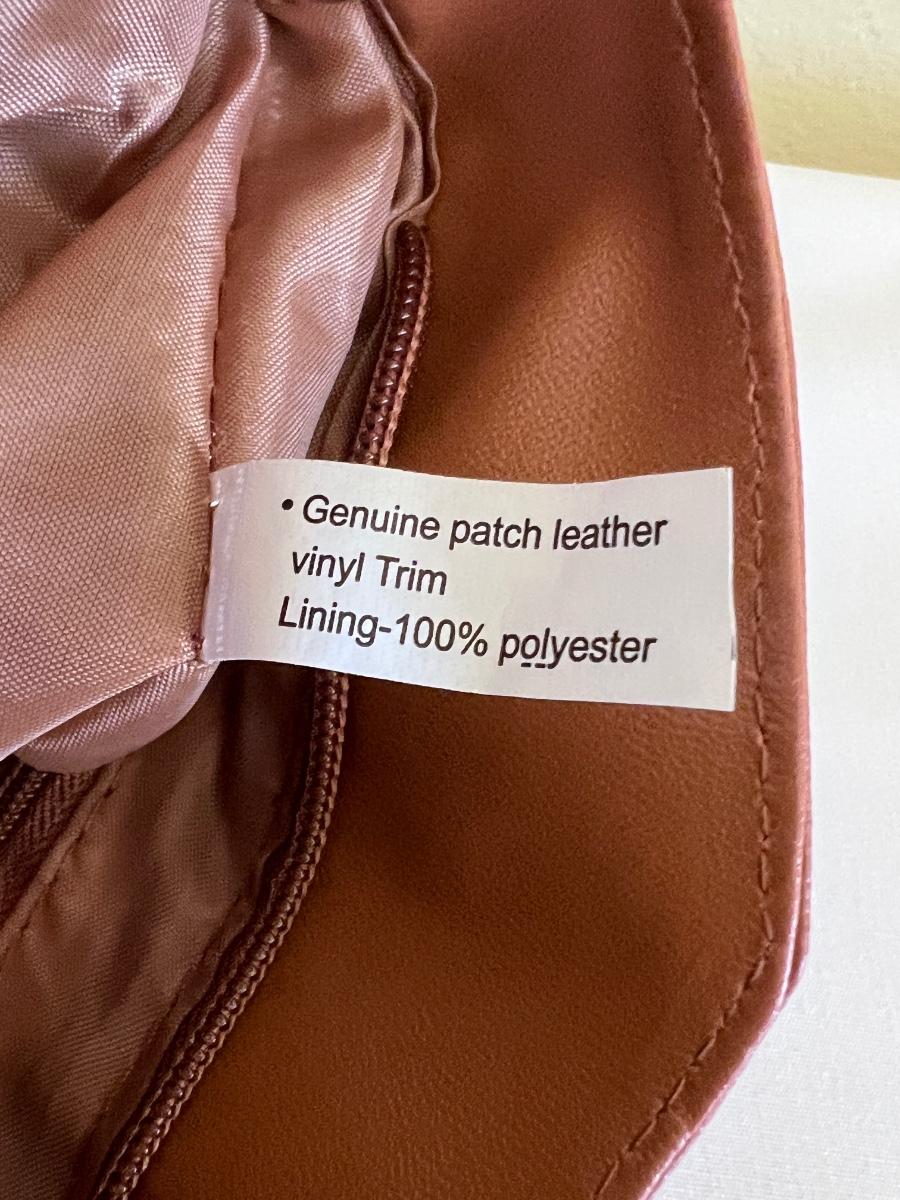 • Genuine patch leather
vinyl Trim
Lining-100% polyester